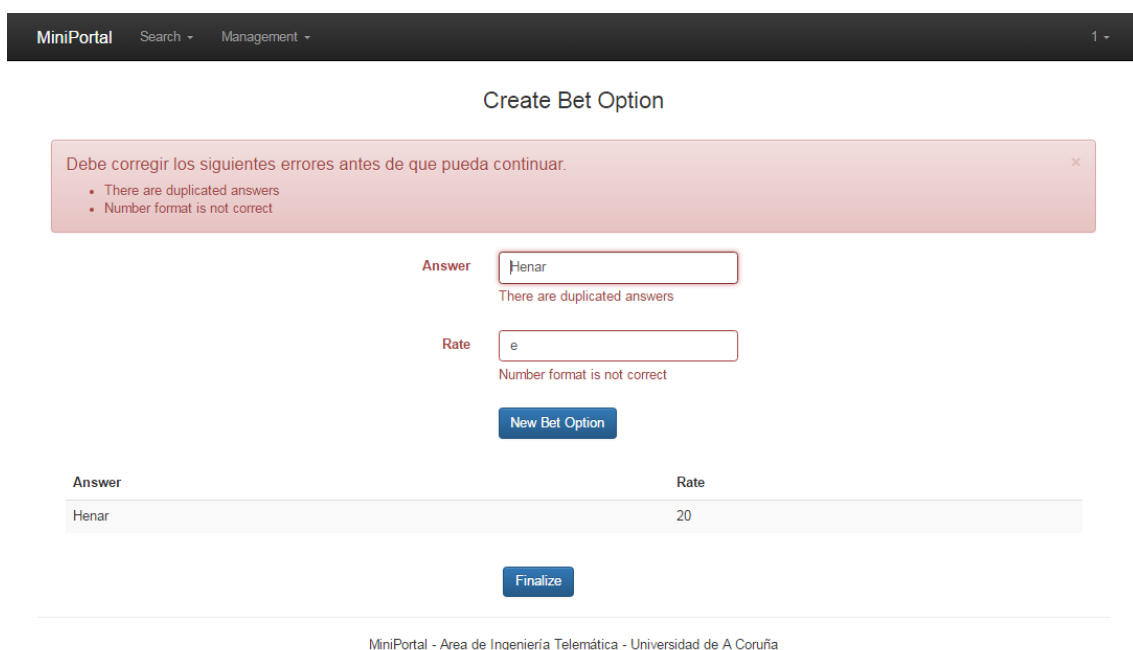 MiniPortal Search Management 1
Create Bet Option
Debe corregir los siguientes errores antes de que pueda continuar. ×
• There are duplicated answers
• Number format is not correct
Answer Henar
There are duplicated answers
Rate e
Number format is not correct
New Bet Option
Answer Rate
Henar 20
Finalize
MiniPortal - Area de Ingeniería Telemática - Universidad de A Coruña